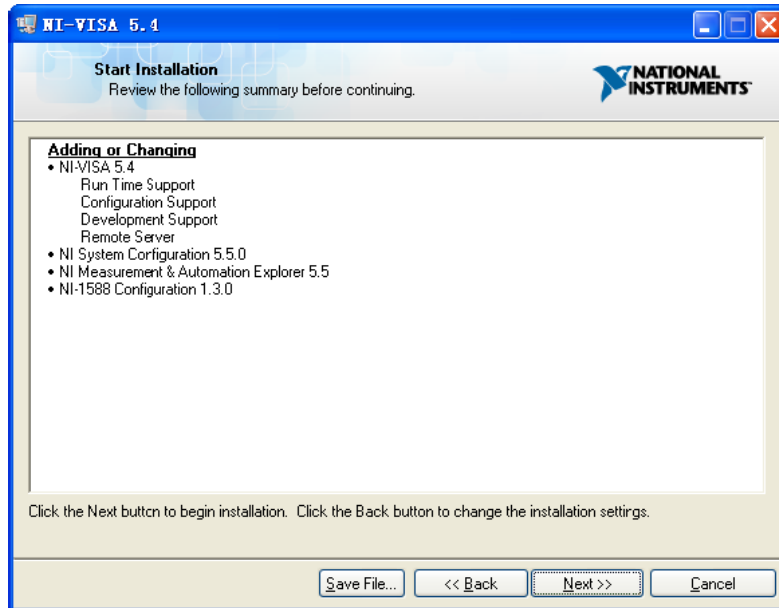 NI-VISA 5.4
Start Installation
Review the following summary before continuing.
NATIONAL
INSTRUMENTS™
Adding or Changing
• NI-VISA 5.4
Run Time Support
Configuration Support
Development Support
Remote Server
• NI System Configuration 5.5.0
• NI Measurement & Automation Explorer 5.5
• NI-1588 Configuration 1.3.0
Click the Next button to begin installation. Click the Back button to change the installation settings.
Save File... << Back Next >> Cancel